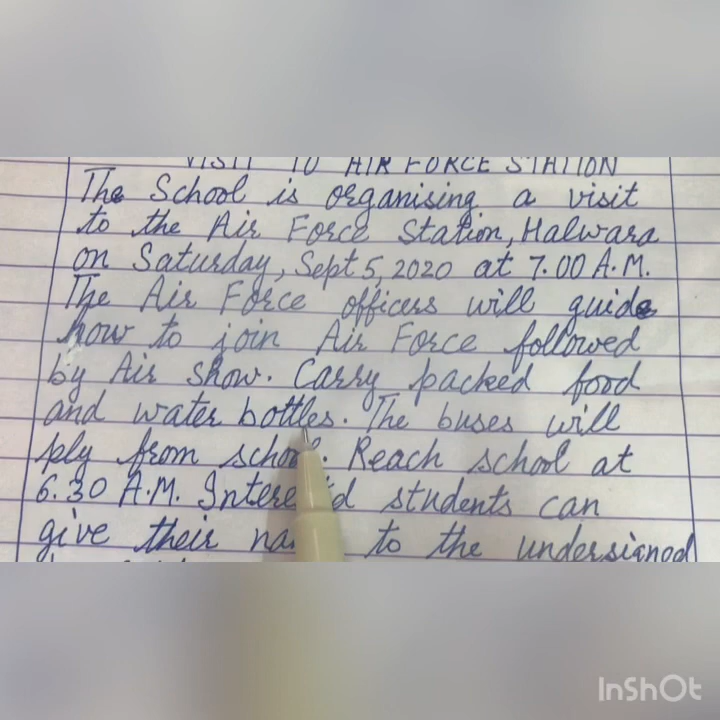 VISIT TO AIR FORCE STATION
The School is organising a visit
to the Air Force Station, Halwara
on Saturday, Sept 5, 2020 at 7.00 A.M.
The Air Force officers will guide
how to join Air Force followed
by Air Show. Carry packed food
and water bottles. The buses will
ply from school. Reach school at
6.30 A.M. students can
give their to the undersigned
InShOt